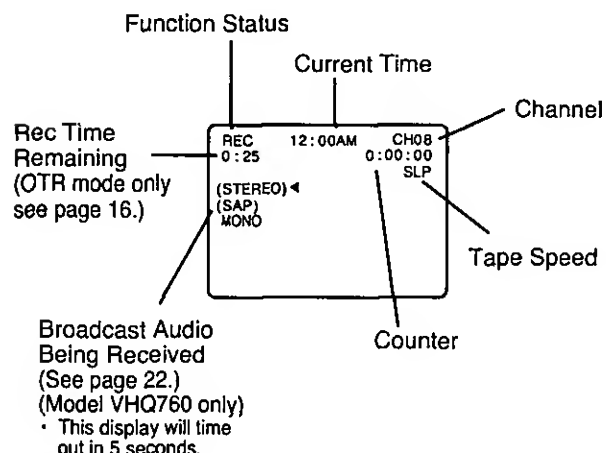 Function Status
Current Time
Channel
Rec Time
Remaining
(OTR mode only
see page 16.)
REC 12:00AM CH08
0:25 0:00:00
SLP
(STEREO)◄
(SAP)
MONO
Tape Speed
Counter
Broadcast Audio
Being Received
(See page 22.)
(Model VHQ760 only)
• This display will time
out in 5 seconds.